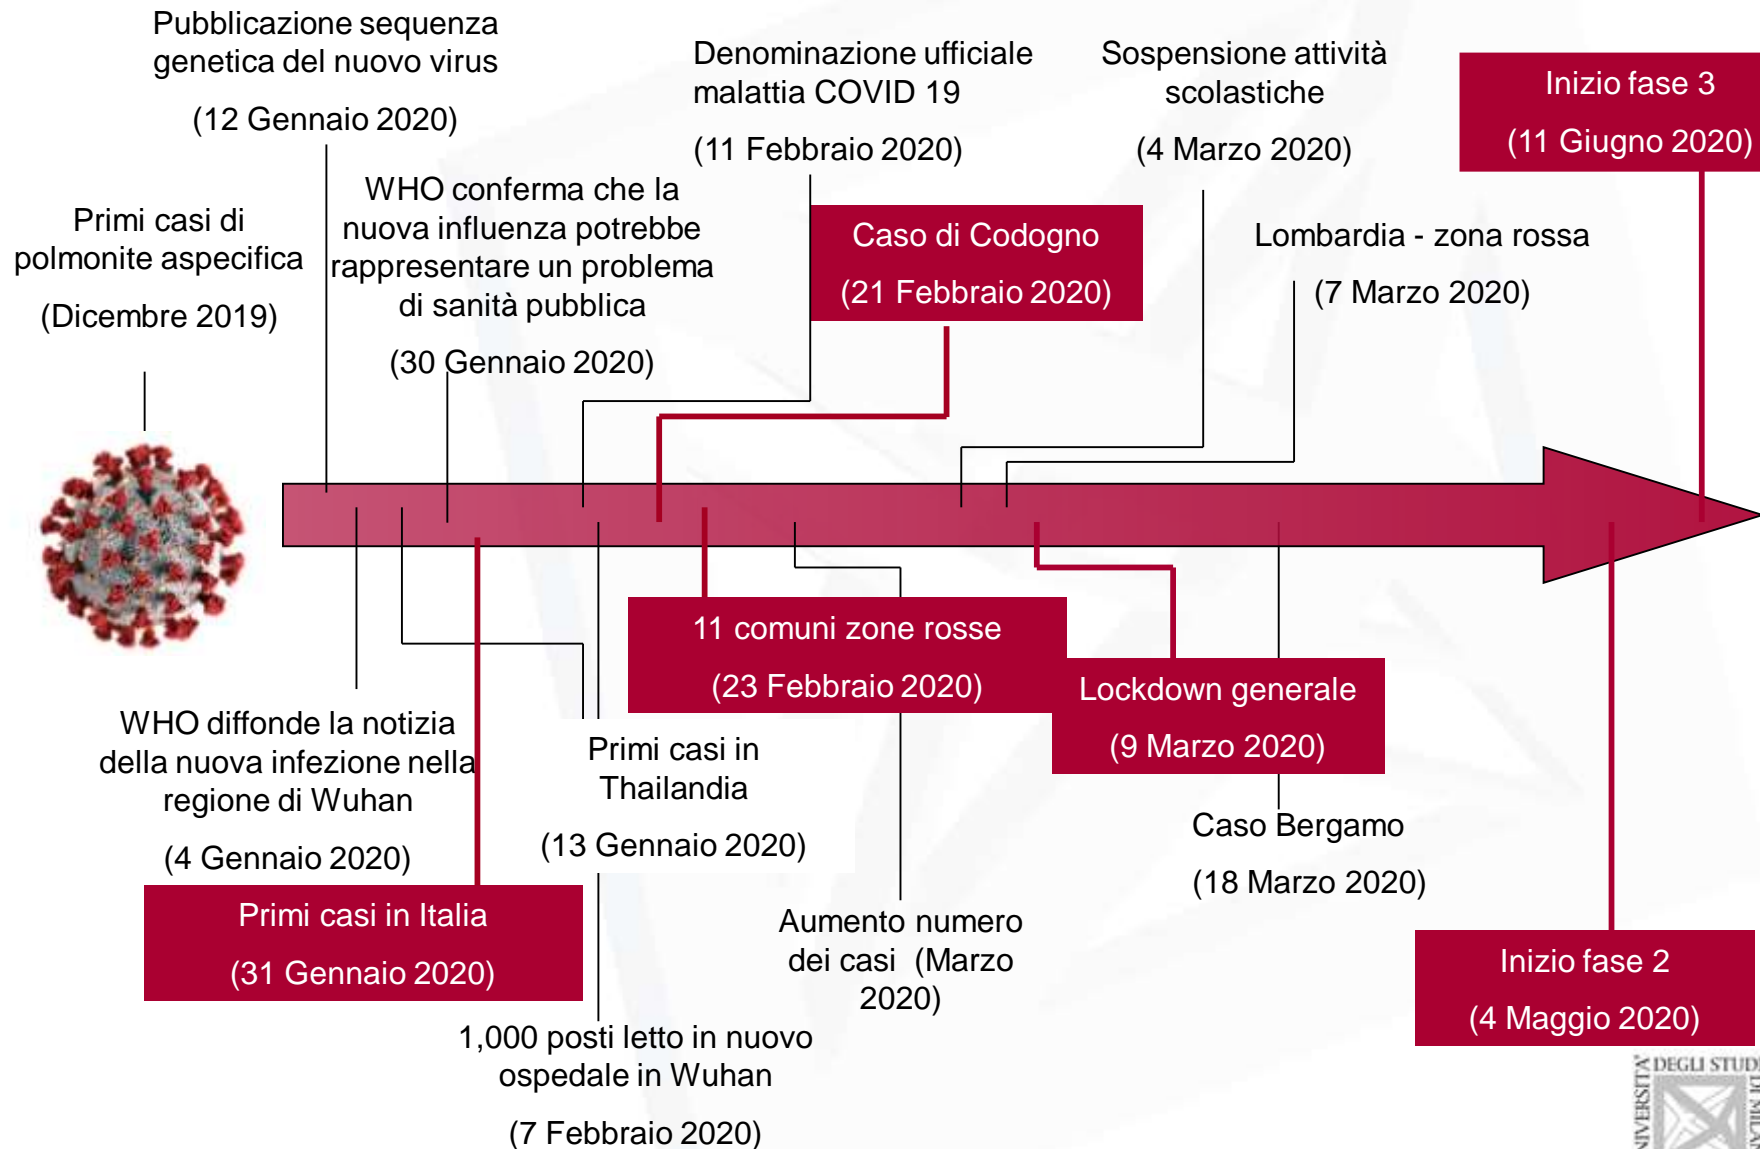 Pubblicazione sequenza
genetica del nuovo virus
(12 Gennaio 2020)
Denominazione ufficiale
malattia COVID 19
(11 Febbraio 2020)
Sospensione attività
scolastiche
(4 Marzo 2020)
Inizio fase 3
(11 Giugno 2020)
Primi casi di
polmonite aspecifica
(Dicembre 2019)
WHO conferma che la
nuova influenza potrebbe
rappresentare un problema
di sanità pubblica
(30 Gennaio 2020)
Caso di Codogno
(21 Febbraio 2020)
Lombardia - zona rossa
(7 Marzo 2020)
WHO diffonde la notizia
della nuova infezione nella
regione di Wuhan
(4 Gennaio 2020)
Primi casi in Italia
(31 Gennaio 2020)
Primi casi in
Thailandia
(13 Gennaio 2020)
1,000 posti letto in nuovo
ospedale in Wuhan
(7 Febbraio 2020)
11 comuni zone rosse
(23 Febbraio 2020)
Aumento numero
dei casi  (Marzo
2020)
Lockdown generale
(9 Marzo 2020)
Caso Bergamo
(18 Marzo 2020)
Inizio fase 2
(4 Maggio 2020)
DEGLI STUDI